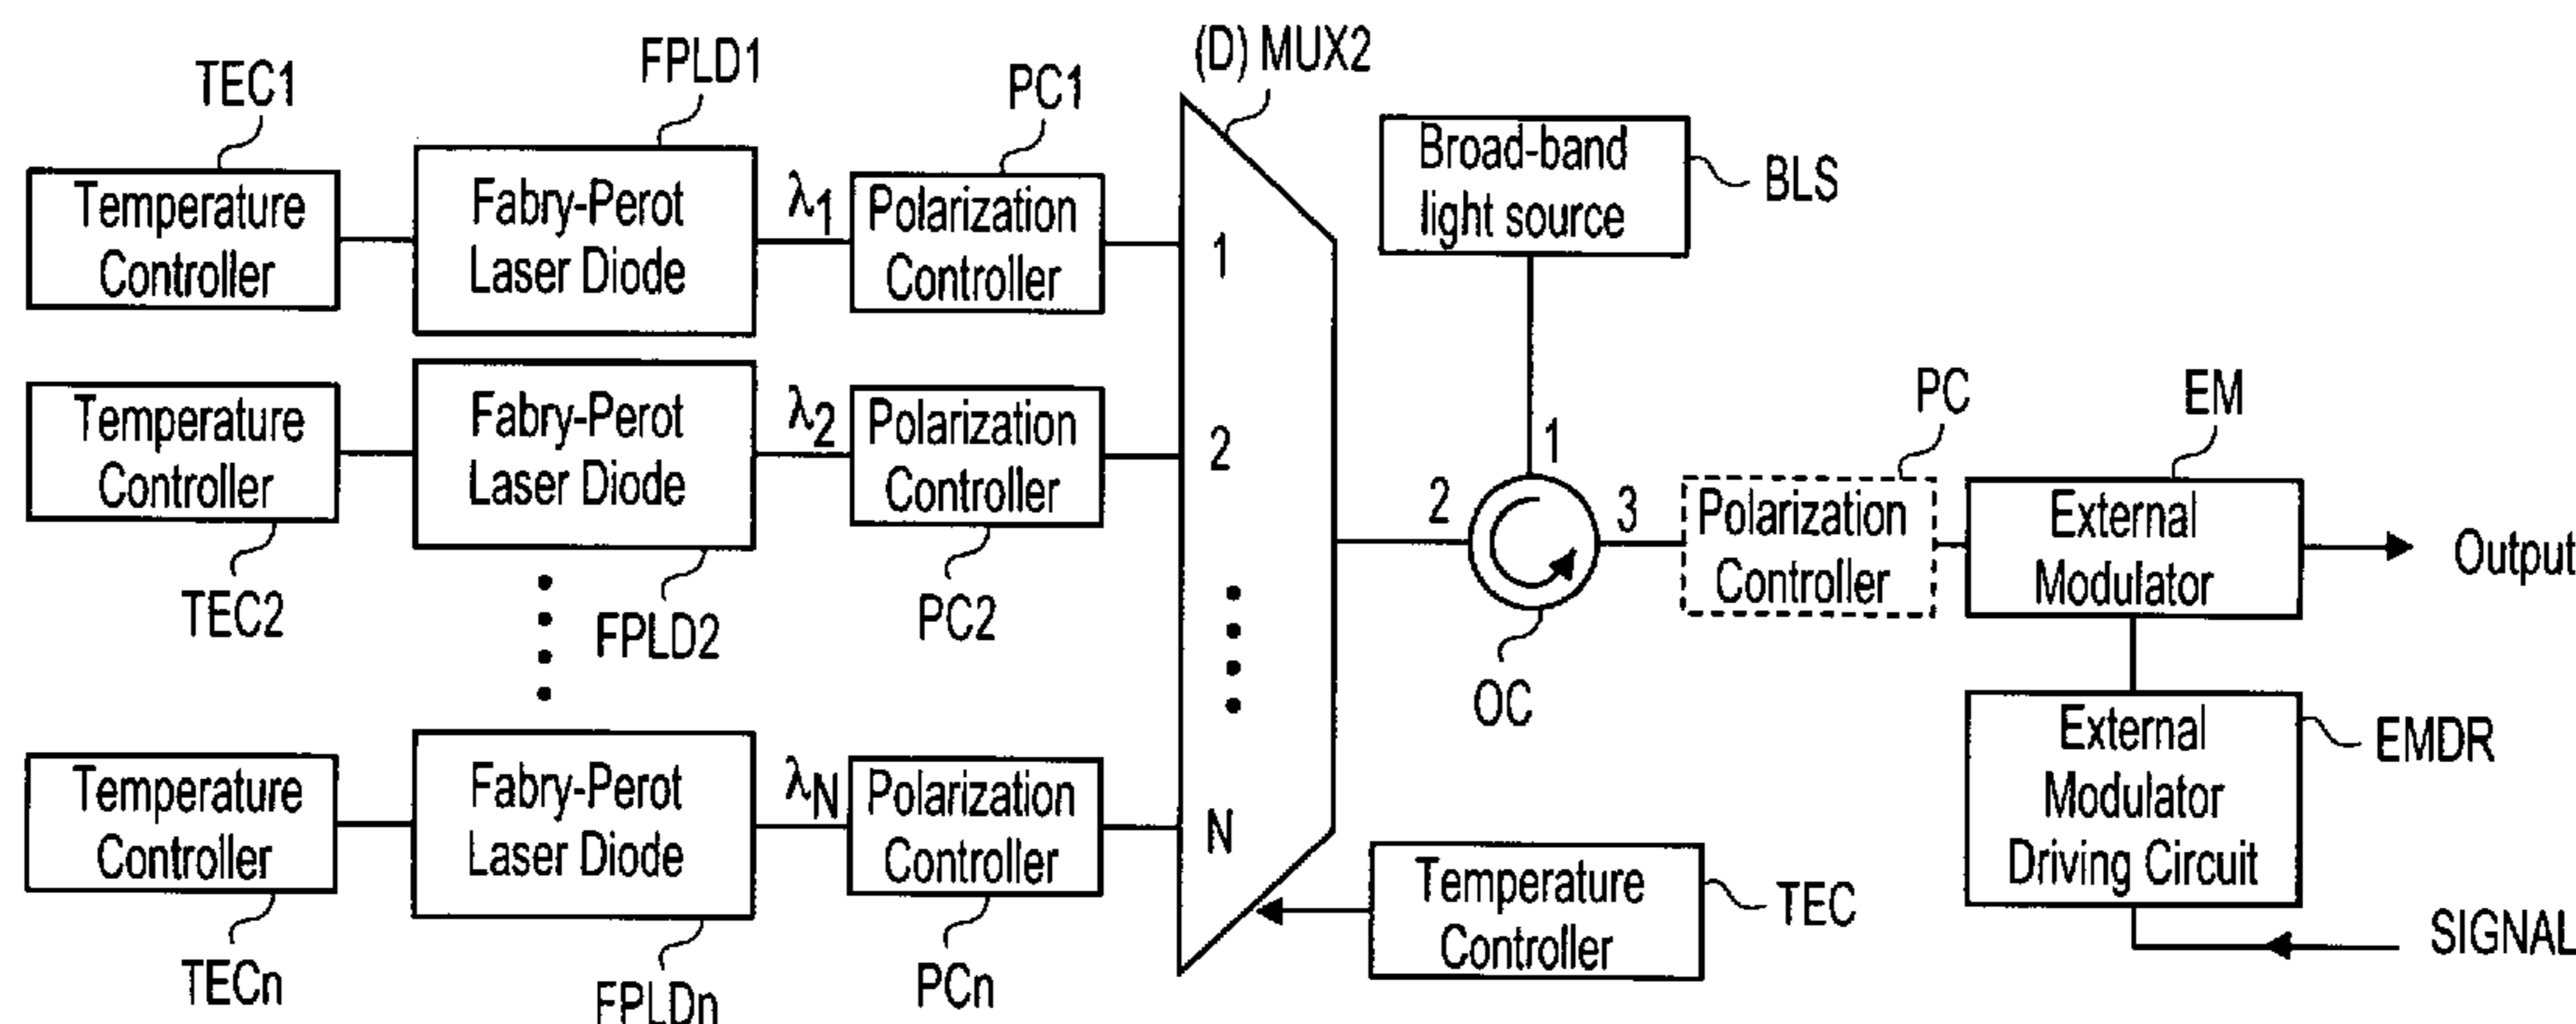 TEC1
FPLD1
PC1
(D) MUX2
Temperature
Controller
Fabry-Perot
Laser Diode
λ1
Polarization
Controller
1
Broad-band
light source
BLS
Temperature
Controller
Fabry-Perot
Laser Diode
λ2
Polarization
Controller
2
TEC2
FPLD2
PC2
1
2
3
OC
PC
Polarization
Controller
EM
External
Modulator
Output
External
Modulator
Driving Circuit
EMDR
SIGNAL
Temperature
Controller
Fabry-Perot
Laser Diode
λN
Polarization
Controller
N
Temperature
Controller
TEC
TECn
FPLDn
PCn